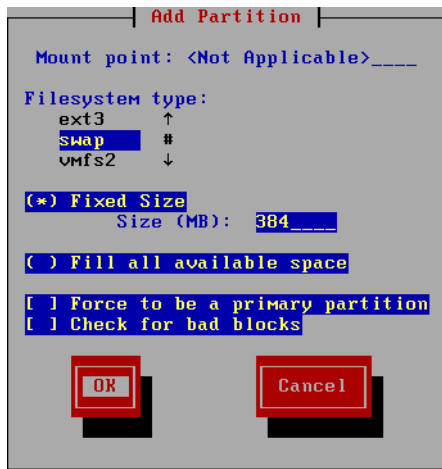 Add Partition
Mount point: <Not Applicable>____
Filesystem type:
ext3 ↑
swap #
vmfs2 ↓
(*) Fixed Size
Size (MB): 384____
( ) Fill all available space
[ ] Force to be a primary partition
[ ] Check for bad blocks
OK Cancel